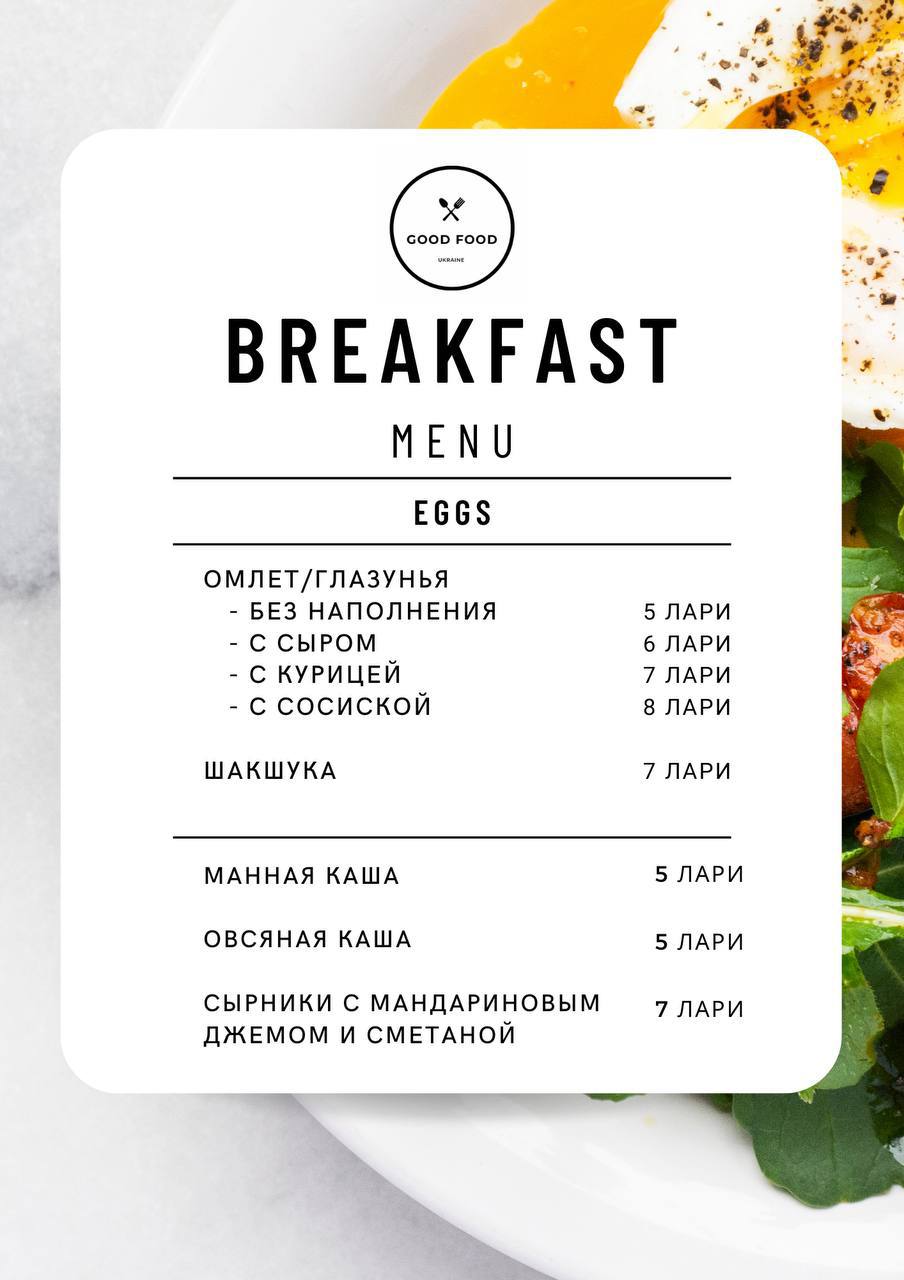 GOOD FOOD
UKRAINE
BREAKFAST
MENU
EGGS
ОМЛЕТ/ГЛАЗУНЬЯ
- БЕЗ НАПОЛНЕНИЯ 5 ЛАРИ
- С СЫРОМ 6 ЛАРИ
- С КУРИЦЕЙ 7 ЛАРИ
- С СОСИСКОЙ 8 ЛАРИ
ШАКШУКА 7 ЛАРИ
МАННАЯ КАША 5 ЛАРИ
ОВСЯНАЯ КАША 5 ЛАРИ
СЫРНИКИ С МАНДАРИНОВЫМ 7 ЛАРИ
ДЖЕМОМ И СМЕТАНОЙ